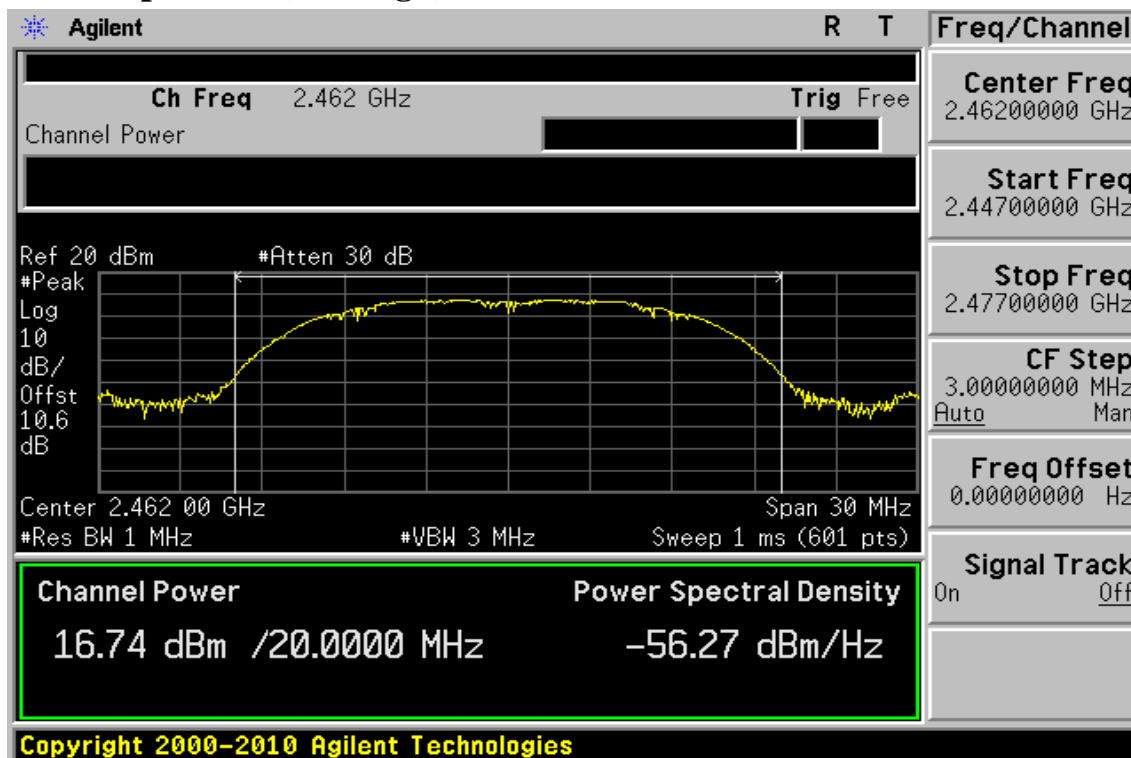 Agilent R T Freq/Channel
Ch Freq 2.462 GHz Trig Free
Channel Power
Center Freq
2.46200000 GHz
Start Freq
2.44700000 GHz
Stop Freq
2.47700000 GHz
CF Step
3.00000000 MHz
Auto Man
Freq Offset
0.00000000 Hz
Signal Track
On Off
Ref 20 dBm #Atten 30 dB
#Peak
Log
10
dB/
Offst
10.6
dB
Center 2.462 00 GHz Span 30 MHz
#Res BW 1 MHz #VBW 3 MHz Sweep 1 ms (601 pts)
Channel Power Power Spectral Density
16.74 dBm /20.0000 MHz -56.27 dBm/Hz
Copyright 2000-2010 Agilent Technologies